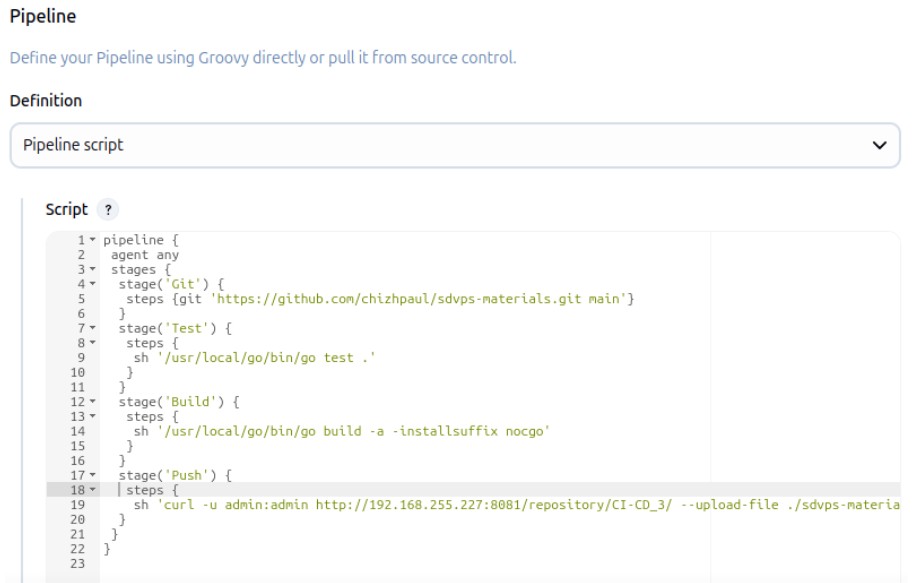 Pipeline
Define your Pipeline using Groovy directly or pull it from source control.
Definition
Pipeline script
Script ?
1 pipeline {
2 agent any
3 stages {
4 stage('Git') {
5 steps {git 'https://github.com/chizhpaul/sdvps-materials.git main'}
6 }
7 stage('Test') {
8 steps {
9 sh '/usr/local/go/bin/go test .'
10 }
11 }
12 stage('Build') {
13 steps {
14 sh '/usr/local/go/bin/go build -a -installsuffix nocgo'
15 }
16 }
17 stage('Push') {
18 steps {
19 sh 'curl -u admin:admin http://192.168.255.227:8081/repository/CI-CD_3/ --upload-file ./sdvps-materia
20 }
21 }
22 }
23